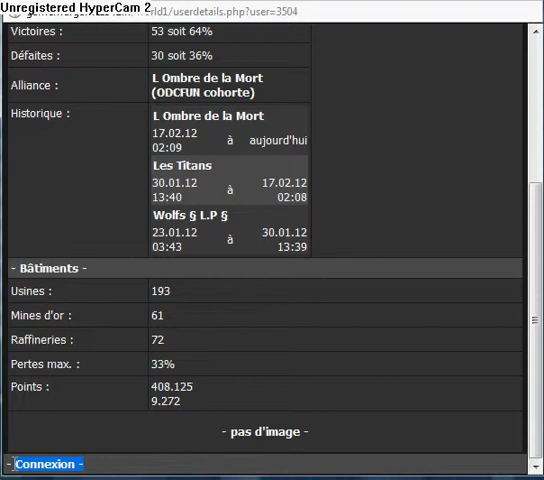 Unregistered HyperCam 2
/userdetails.php?user=3504
Victoires : 53 soit 64%
Défaites : 30 soit 36%
Alliance : L Ombre de la Mort
(ODCFUN cohorte)
Historique : L Ombre de la Mort
17.02.12 à aujourd'hui
02:09
Les Titans
30.01.12 à 17.02.12
13:40 02:08
Wolfs § L.P §
23.01.12 à 30.01.12
03:43 13:39
- Bâtiments -
Usines : 193
Mines d'or : 61
Raffineries : 72
Pertes max. : 33%
Points : 408.125
9.272
- pas d'image -
- Connexion -